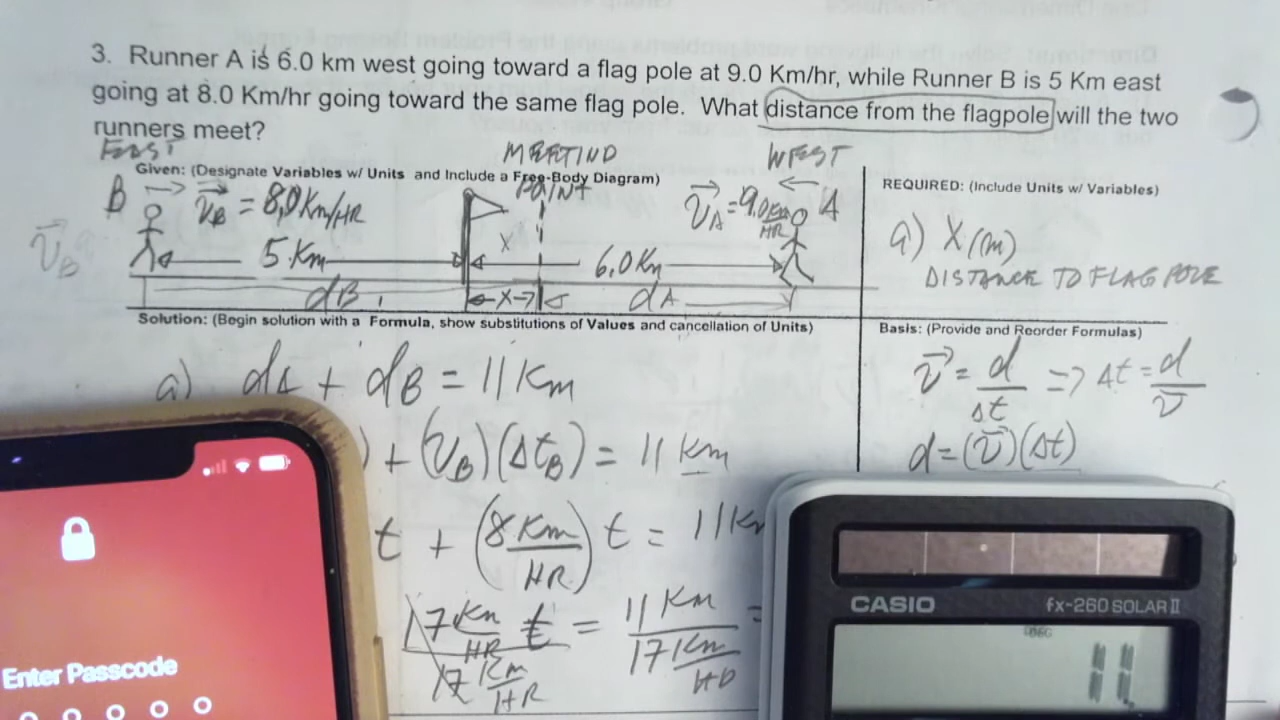 3. Runner A is 6.0 km west going toward a flag pole at 9.0 Km/hr, while Runner B is 5 Km east
going at 8.0 Km/hr going toward the same flag pole. What distance from the flagpole will the two
runners meet?
EAST MEETING POINT WEST
Given: (Designate Variables w/ Units and Include a Free-Body Diagram)
REQUIRED: (Include Units w/ Variables)
B → v⃗B = 8.0 Km/HR
v⃗A = 9.0 Km/HR ← A
v⃗B
5 Km
X
6.0 Km
dB
←X→
dA
a) X (m)
DISTANCE TO FLAG POLE
Solution: (Begin solution with a Formula, show substitutions of Values and cancellation of Units)
Basis: (Provide and Reorder Formulas)
a) dA + dB = 11 Km
v⃗ = d/Δt => Δt = d/v⃗
) + (VB)(ΔtB) = 11 Km
d = (v⃗)(Δt)
t + (8 Km/HR) t = 11 Km
17 Km/HR t / 17 Km/HR = 11 Km / 17 Km/HR =
Enter Passcode
CASIO fx-260 SOLAR II
DEG
11.